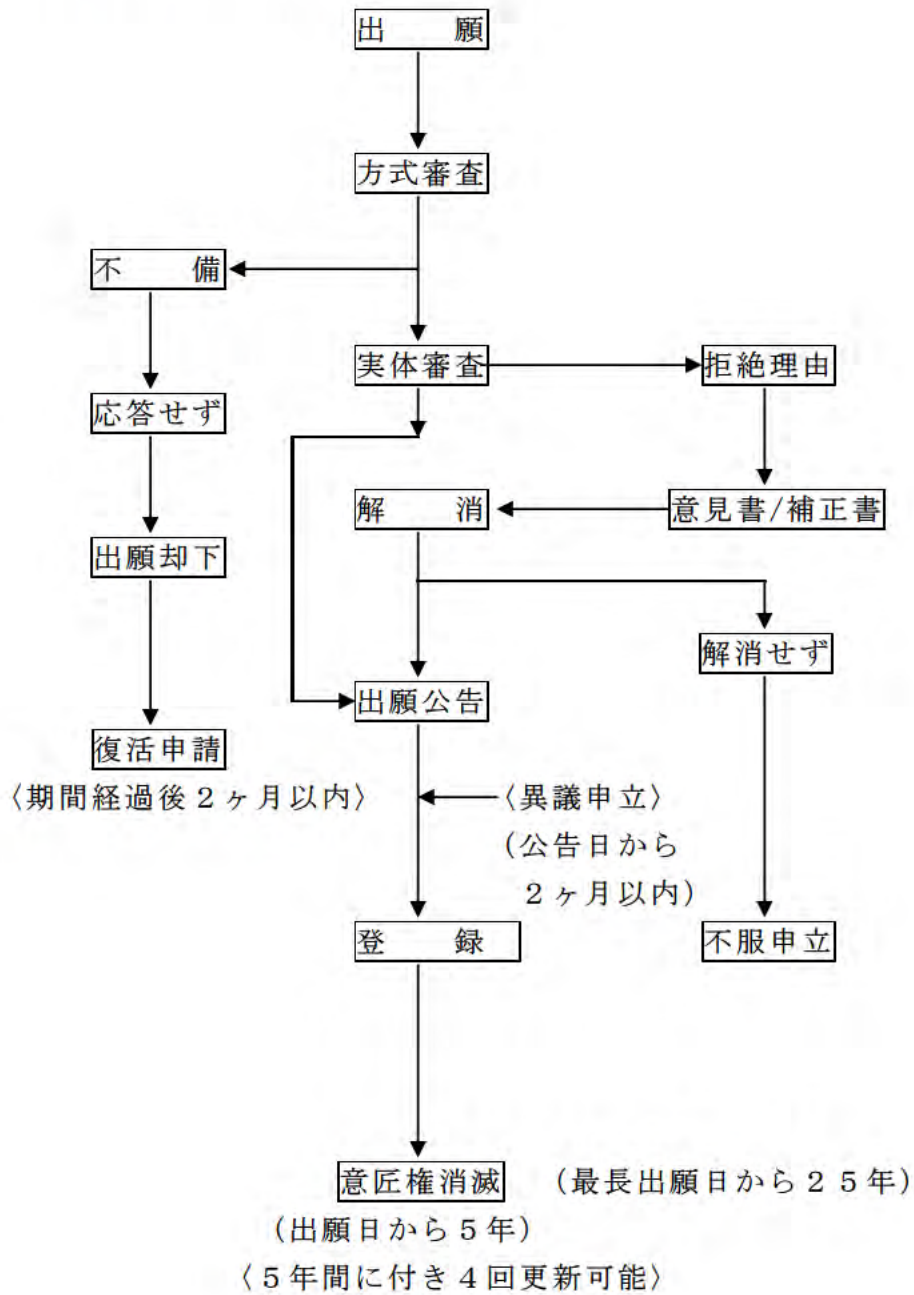 出　　願
方式審査
不　　備
実体審査
拒絶理由
応答せず
解　　消
意見書/補正書
出願却下
解消せず
出願公告
復活申請
〈期間経過後２ヶ月以内〉
〈異議申立〉
（公告日から
２ヶ月以内）
登　　録
不服申立
意匠権消滅
（最長出願日から２５年）
（出願日から５年）
〈５年間に付き４回更新可能〉